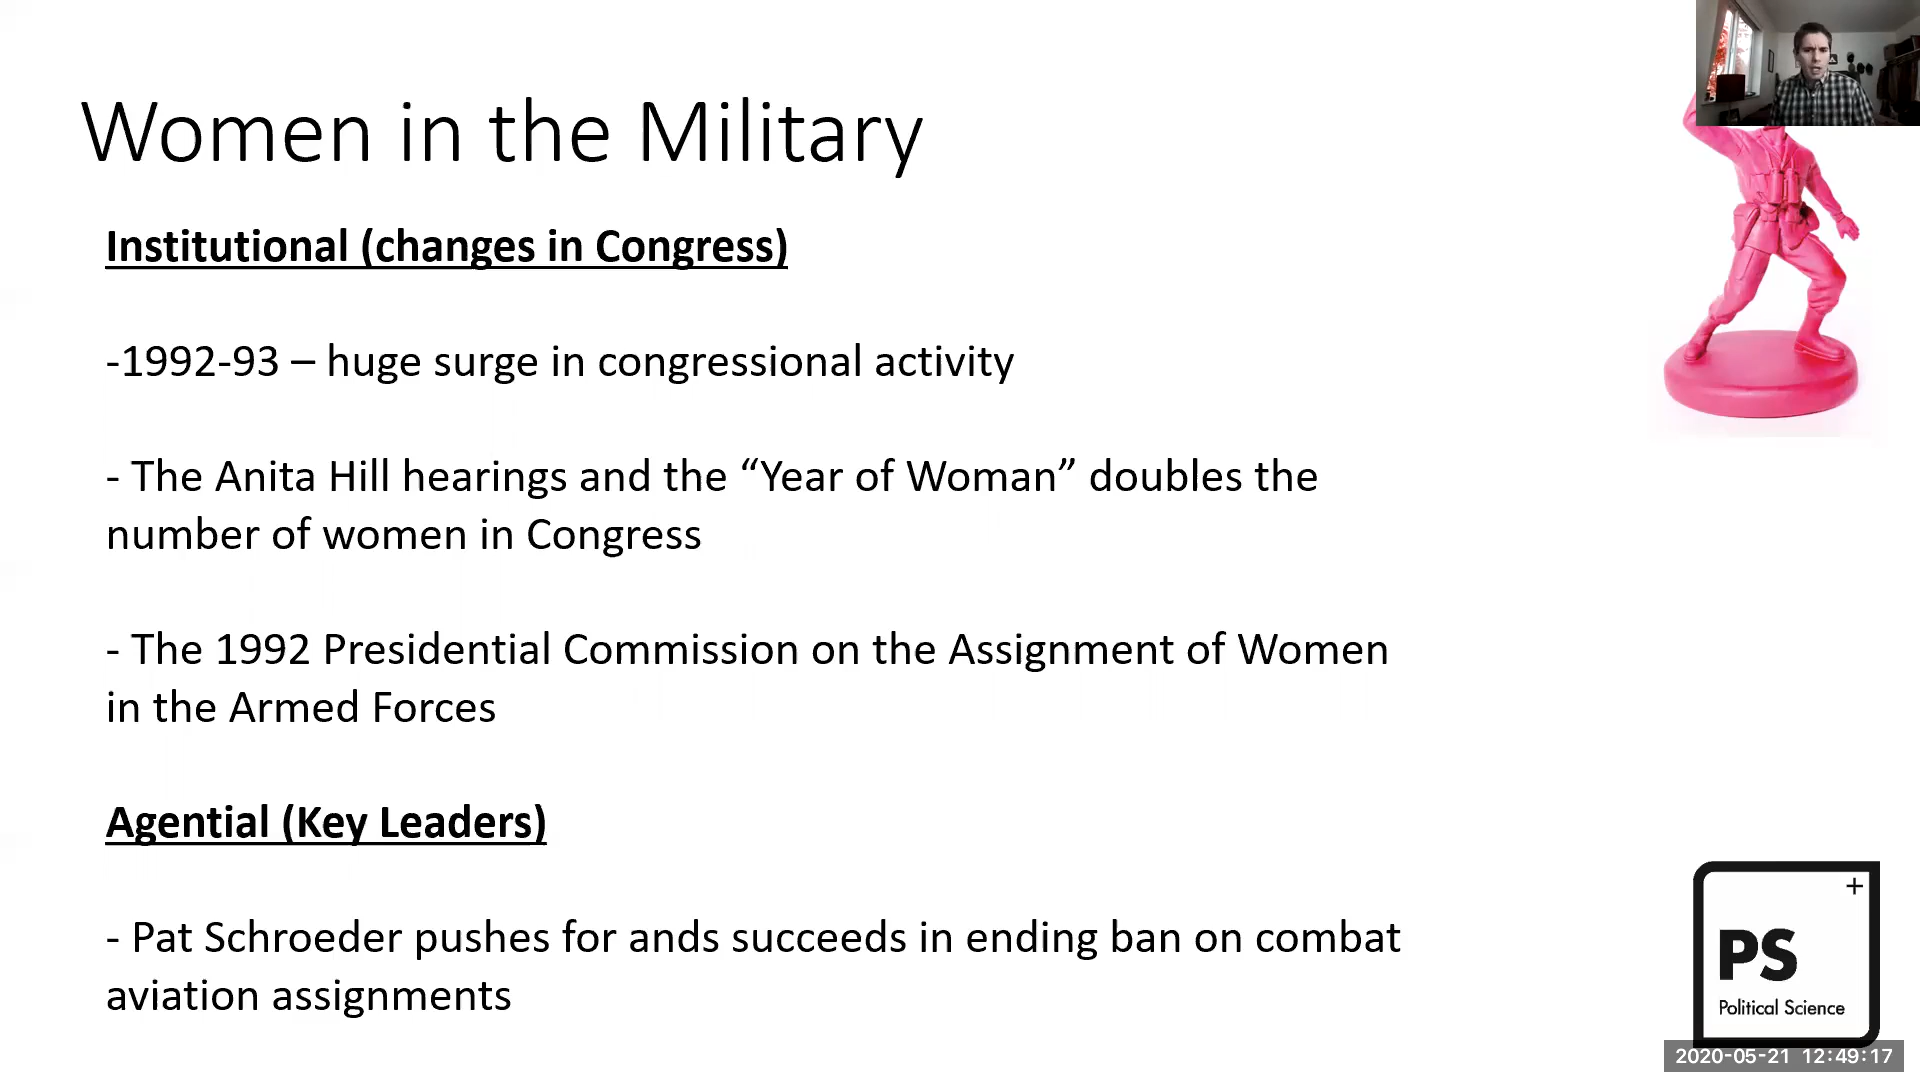 Women in the Military
Institutional (changes in Congress)
-1992-93 – huge surge in congressional activity
- The Anita Hill hearings and the “Year of Woman” doubles the
number of women in Congress
- The 1992 Presidential Commission on the Assignment of Women
in the Armed Forces
Agential (Key Leaders)
- Pat Schroeder pushes for ands succeeds in ending ban on combat
aviation assignments
+
PS
Political Science
2020-05-21 12:49:17